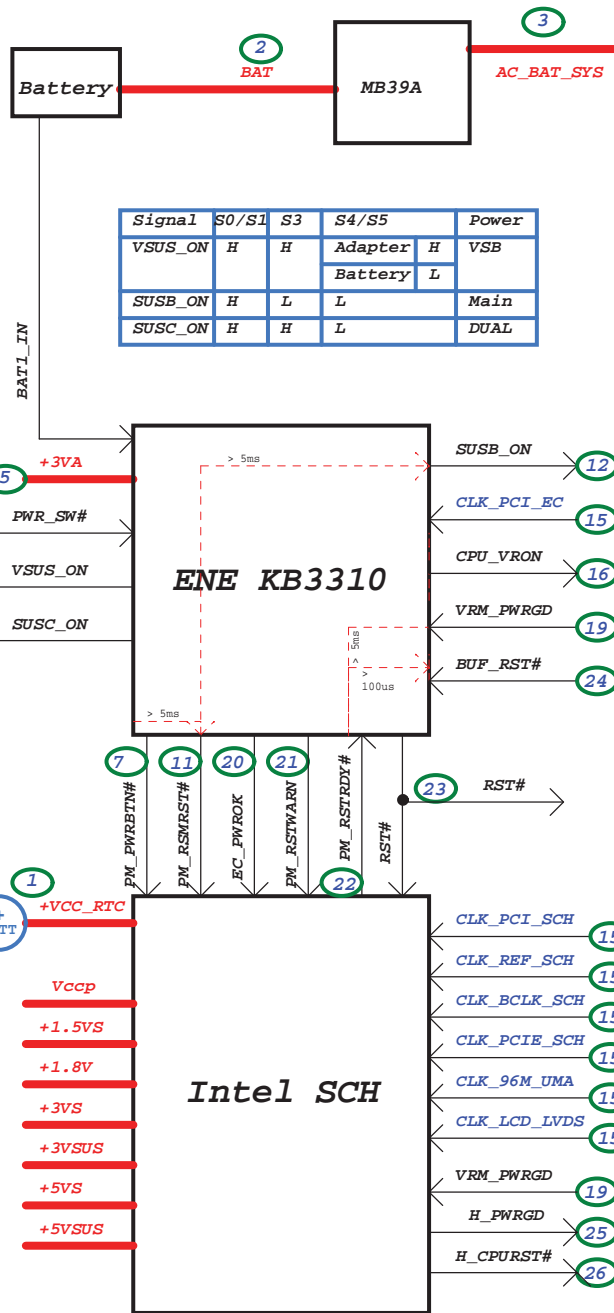 3
2
BAT
Battery
MB39A
AC_BAT_SYS
Signal S0/S1 S3 S4/S5 Power
VSUS_ON H H Adapter H VSB
Battery L
SUSB_ON H L L Main
SUSC_ON H H L DUAL
BAT1_IN
5 +3VA
PWR_SW#
VSUS_ON
SUSC_ON
> 5ms
ENE KB3310
> 5ms
>
100us
> 5ms
SUSB_ON 12
CLK_PCI_EC 15
CPU_VRON 16
VRM_PWRGD 19
BUF_RST# 24
7 11 20 21
PM_PWRBTN#
PM_RSMRST#
EC_PWROK
PM_RSTWARN
PM_RSTRDY#
RST#
22
23 RST#
1
+
TT
+VCC_RTC
Vccp
+1.5VS
+1.8V
+3VS
+3VSUS
+5VS
+5VSUS
Intel SCH
CLK_PCI_SCH 15
CLK_REF_SCH 15
CLK_BCLK_SCH 15
CLK_PCIE_SCH 15
CLK_96M_UMA 15
CLK_LCD_LVDS 15
VRM_PWRGD 19
H_PWRGD 25
H_CPURST# 26